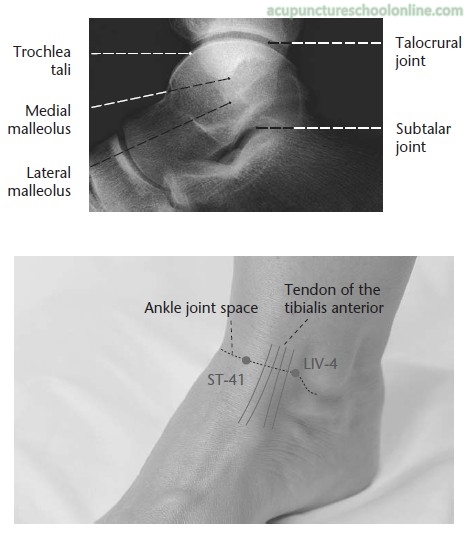 acupunctureschoolonline.com
Trochlea
tali
Medial
malleolus
Lateral
malleolus
Talocrural
joint
Subtalar
joint
Ankle joint space
Tendon of the
tibialis anterior
ST-41
LIV-4